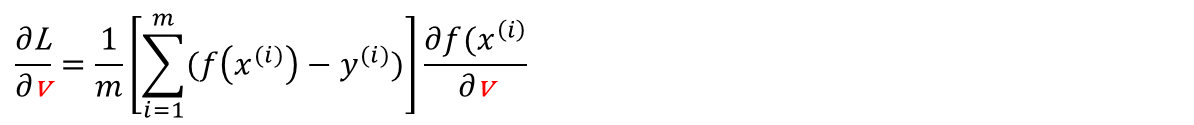 ∂L/∂v = 1/m [∑_{i=1}^{m} (f(x^{(i)}) − y^{(i)})] ∂f(x^{(i)}/∂v